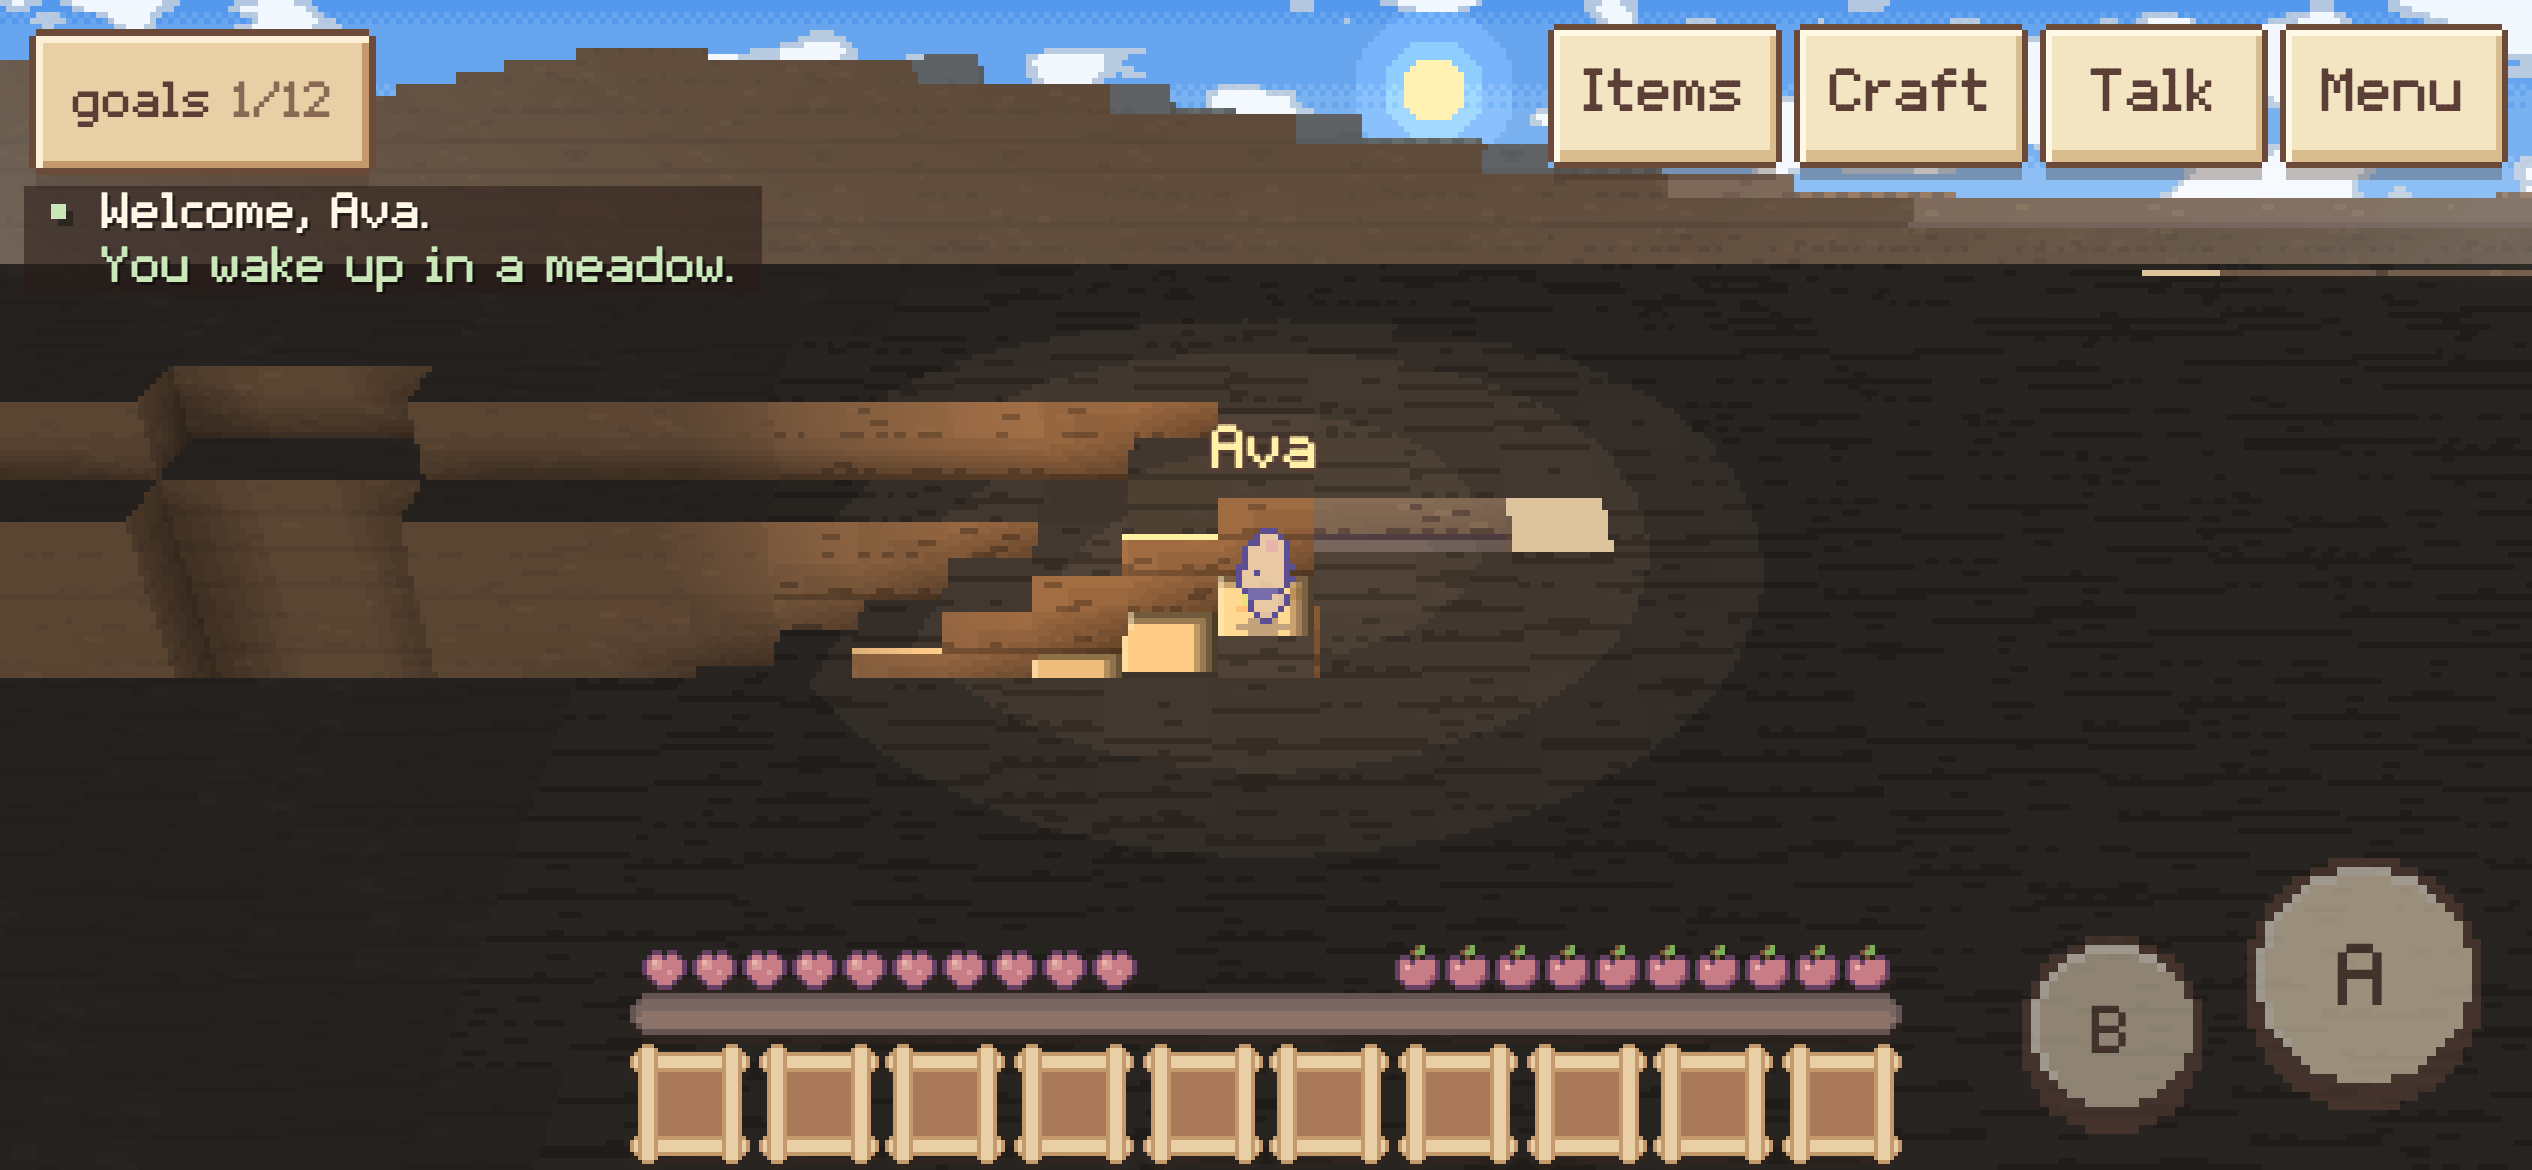 goals 1/12
Items
Craft
Talk
Menu
Welcome, Ava.
You wake up in a meadow.
Ava
B
A